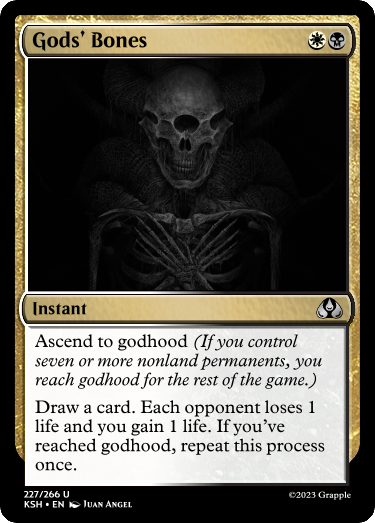 Gods' Bones
Instant
Ascend to godhood (If you control
seven or more nonland permanents, you
reach godhood for the rest of the game.)
Draw a card. Each opponent loses 1
life and you gain 1 life. If you've
reached godhood, repeat this process
once.
227/266 U
KSH • EN Juan Angel
©2023 Grapple